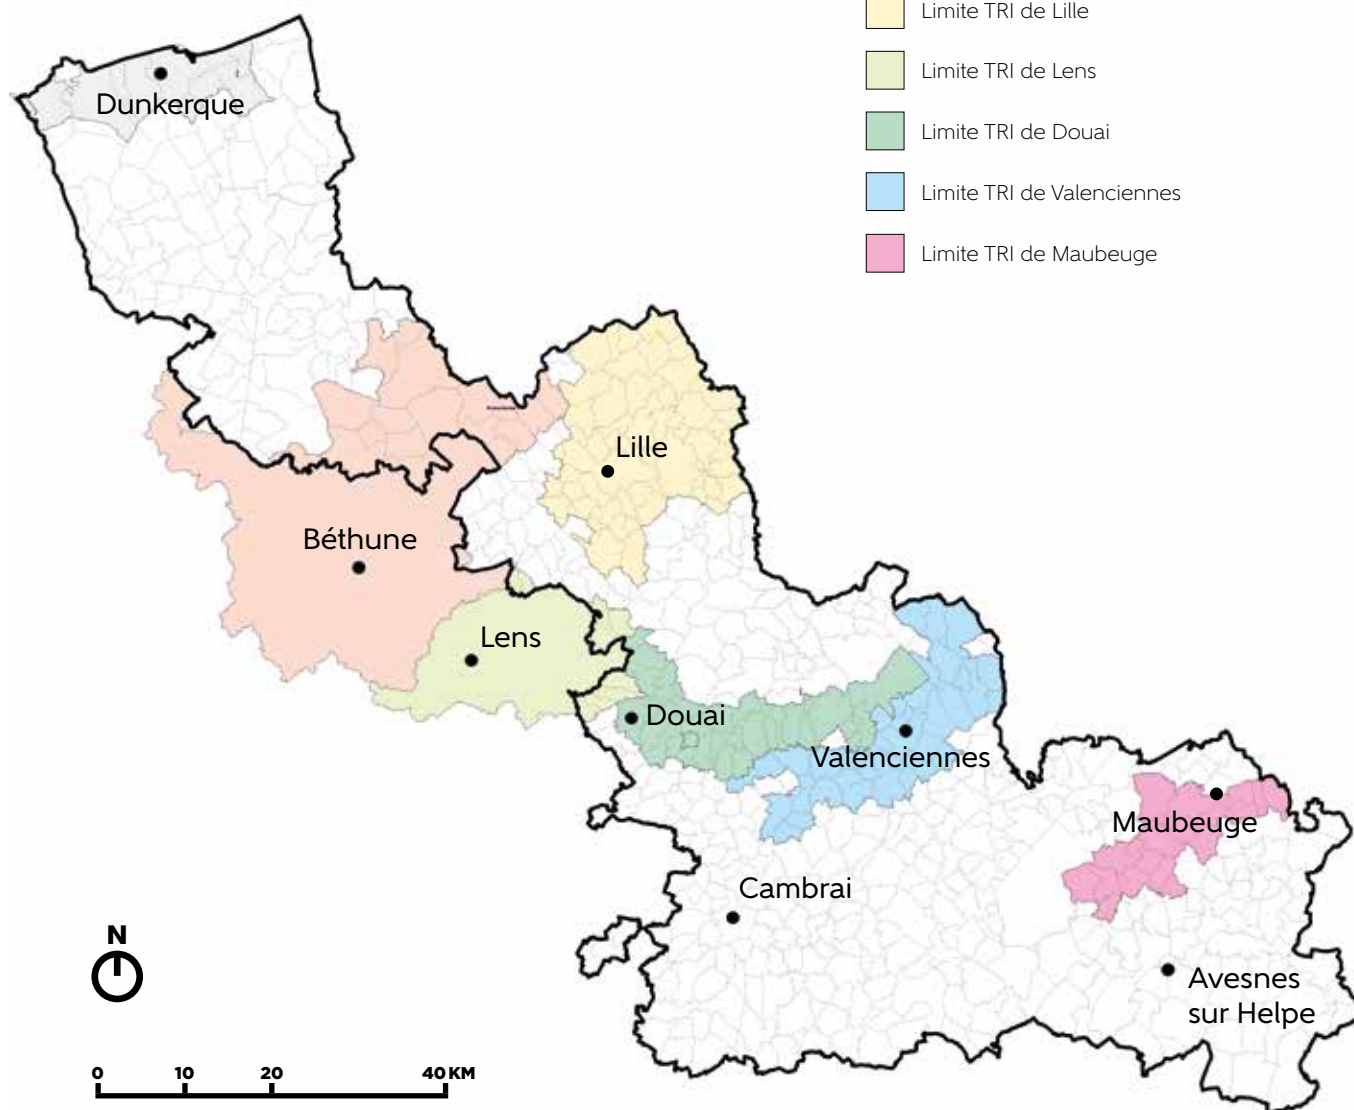 Limite TRI de Lille
Limite TRI de Lens
Limite TRI de Douai
Limite TRI de Valenciennes
Limite TRI de Maubeuge
Dunkerque
Lille
Béthune
Lens
Douai
Valenciennes
Maubeuge
Cambrai
Avesnes
sur Helpe
N
0 10 20 40 KM